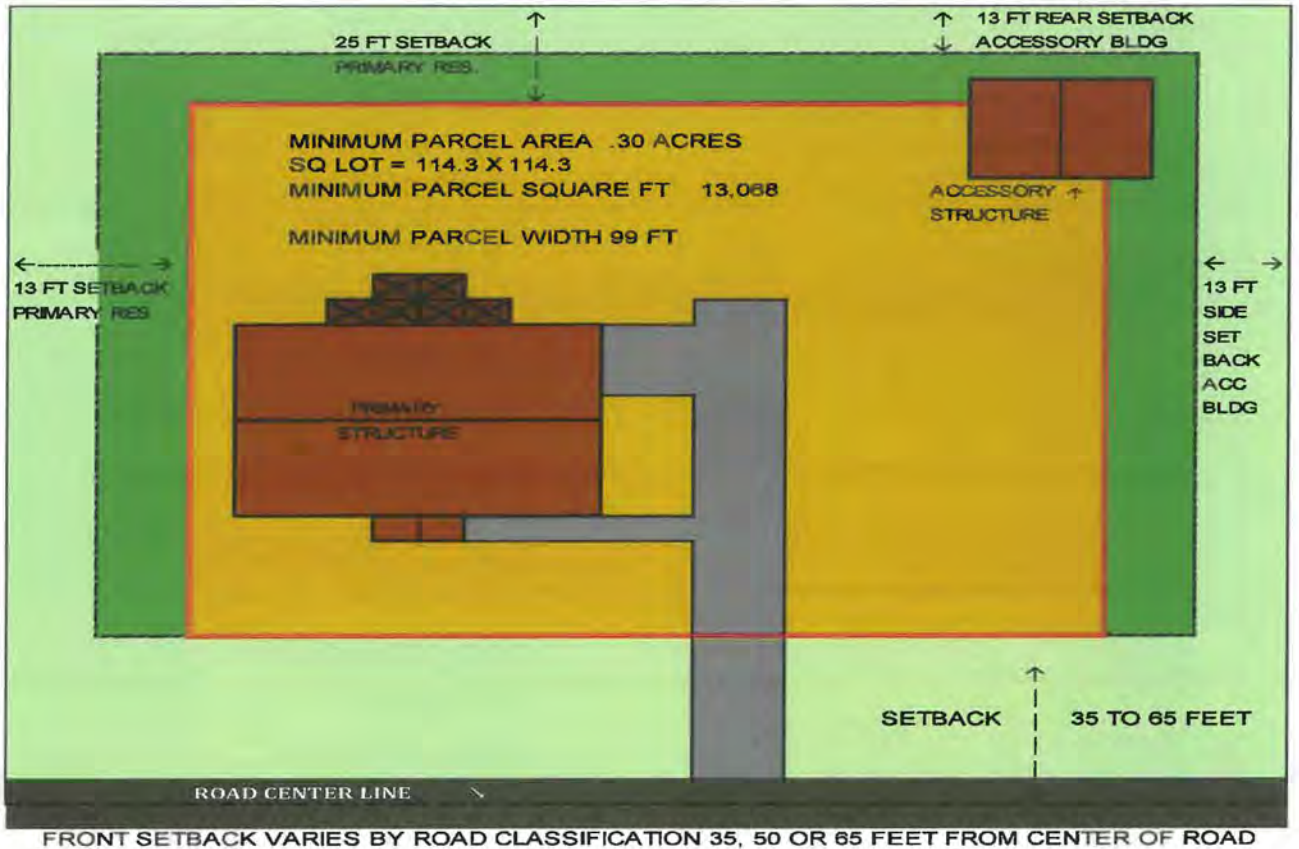 25 FT SETBACK
PRIMARY RES.
13 FT REAR SETBACK
ACCESSORY BLDG
MINIMUM PARCEL AREA .30 ACRES
SQ LOT = 114.3 X 114.3
MINIMUM PARCEL SQUARE FT 13,068
MINIMUM PARCEL WIDTH 99 FT
ACCESSORY
STRUCTURE
13 FT SETBACK
PRIMARY RES
13 FT
SIDE
SET
BACK
ACC
BLDG
PRIMARY
STRUCTURE
SETBACK 35 TO 65 FEET
ROAD CENTER LINE
FRONT SETBACK VARIES BY ROAD CLASSIFICATION 35, 50 OR 65 FEET FROM CENTER OF ROAD